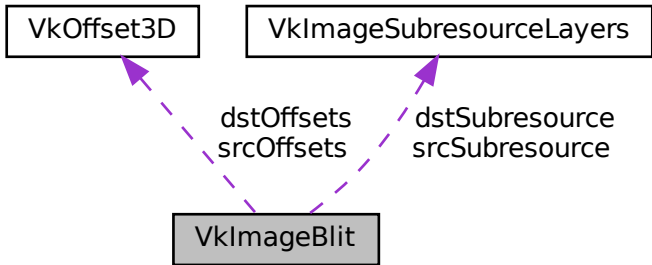 VkOffset3D
VkImageSubresourceLayers
dstOffsets
srcOffsets
dstSubresource
srcSubresource
VkImageBlit